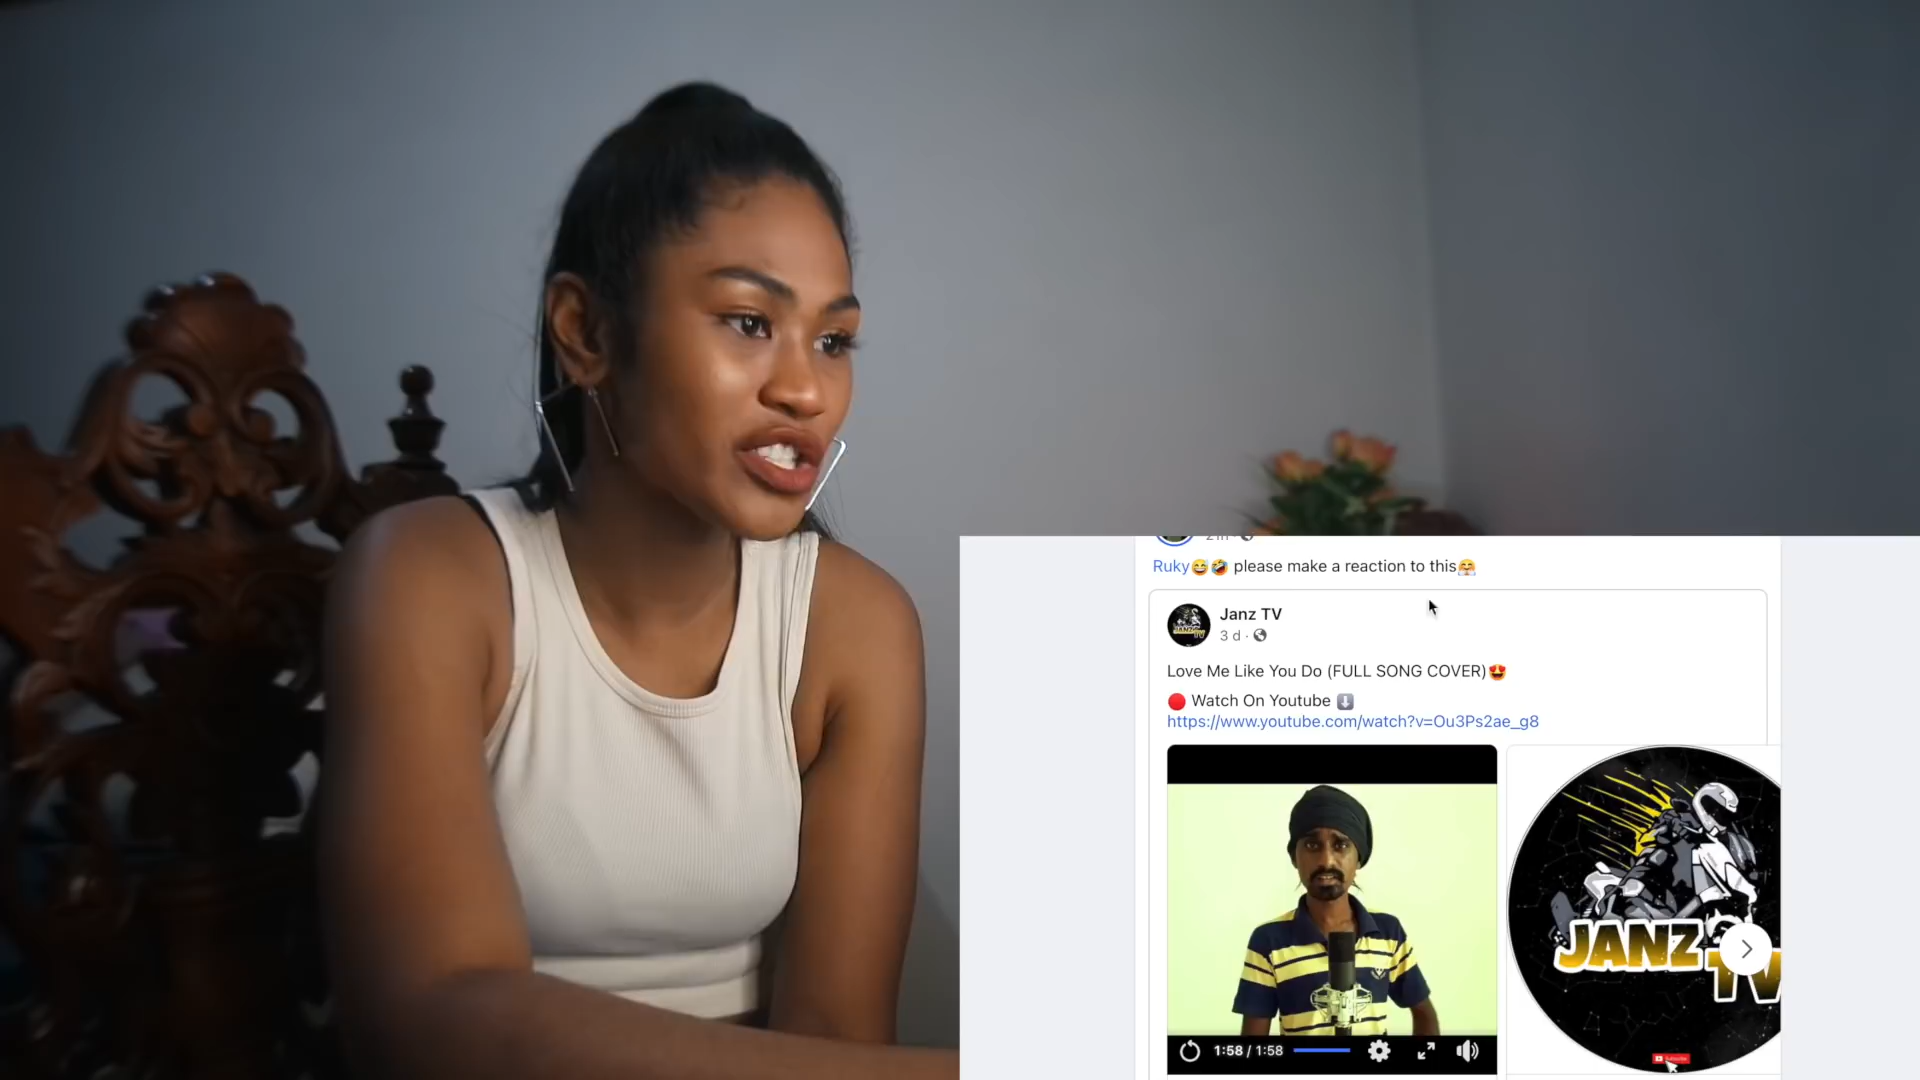 Ruky😅🤣 please make a reaction to this🤗
Janz TV
3 d ·
Love Me Like You Do (FULL SONG COVER)😍
🔴 Watch On Youtube ⬇️
https://www.youtube.com/watch?v=Ou3Ps2ae_g8
JANZ
TV
1:58 / 1:58